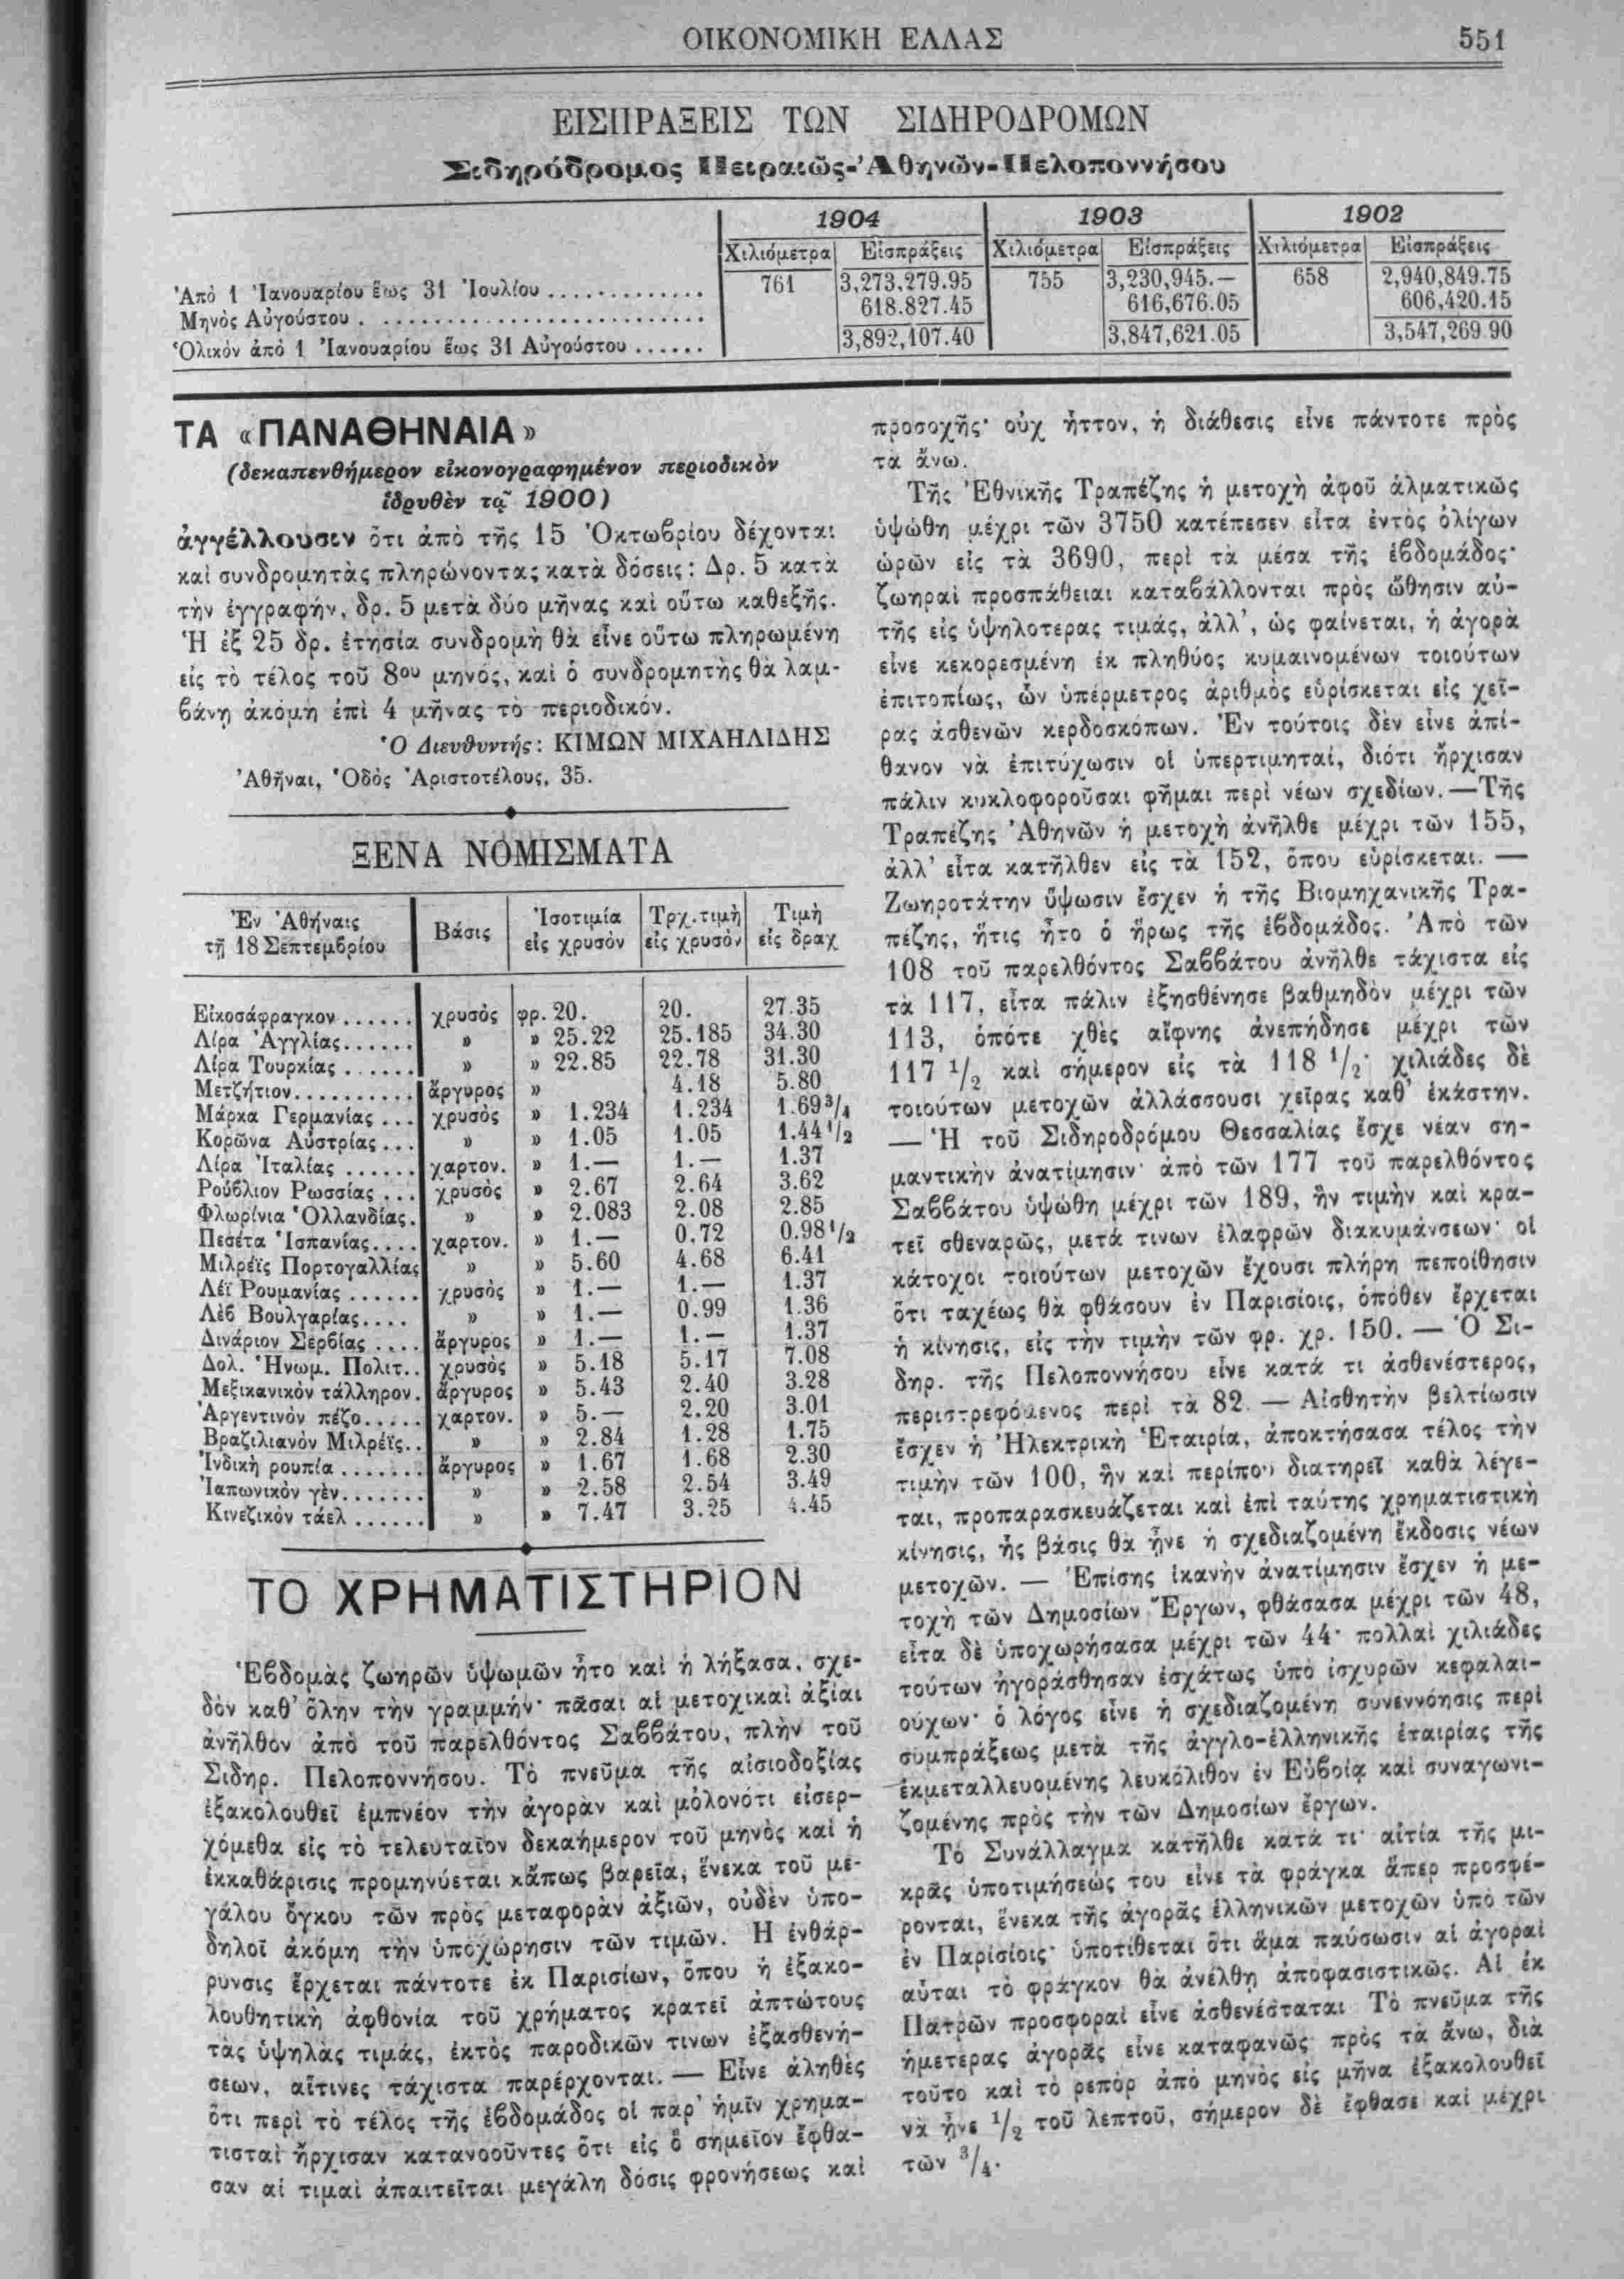 ΟΙΚΟΝΟΜΙΚΗ ΕΛΛΑΣ 551
ΕΙΣΠΡΑΞΕΙΣ ΤΩΝ ΣΙΔΗΡΟΔΡΟΜΩΝ
Σιδηρόδρομος Πειραιῶς-Ἀθηνῶν-Πελοποννήσου
1904 1903 1902
Χιλιόμετρα Εἰσπράξεις Χιλιόμετρα Εἰσπράξεις Χιλιόμετρα Εἰσπράξεις
Ἀπὸ 1 Ἰανουαρίου ἕως 31 Ἰουλίου .............. 761 3,273,279.95 755 3,230,945.— 658 2,940,849.75
Μηνὸς Αὐγούστου ........................... 618.827.45 616,676.05 606,420.15
Ὁλικὸν ἀπὸ 1 Ἰανουαρίου ἕως 31 Αὐγούστου ...... 3,892,107.40 3,847,621.05 3,547,269 90
ΤΑ «ΠΑΝΑΘΗΝΑΙΑ»
(δεκαπενθήμερον εἰκονογραφημένον περιοδικὸν
ἱδρυθὲν τῷ 1900)
ἀγγέλλουσιν ὅτι ἀπὸ τῆς 15 Ὀκτωβρίου δέχονται
καὶ συνδρομητὰς πληρώνοντας κατὰ δόσεις: Δρ. 5 κατὰ
τὴν ἐγγραφήν, δρ. 5 μετὰ δύο μῆνας καὶ οὕτω καθεξῆς.
Ἡ ἐξ 25 δρ. ἐτησία συνδρομὴ θὰ εἶνε οὕτω πληρωμένη
εἰς τὸ τέλος τοῦ 8ου μηνός, καὶ ὁ συνδρομητὴς θὰ λαμ-
βάνῃ ἀκόμη ἐπὶ 4 μῆνας τὸ περιοδικόν.
Ὁ Διευθυντής: ΚΙΜΩΝ ΜΙΧΑΗΛΙΔΗΣ
Ἀθῆναι, Ὁδὸς Ἀριστοτέλους, 35.
ΞΕΝΑ ΝΟΜΙΣΜΑΤΑ
Ἐν Ἀθήναις τῇ 18 Σεπτεμβρίου Βάσις Ἰσοτιμία εἰς χρυσὸν Τρχ.τιμὴ εἰς χρυσὸν Τιμὴ εἰς δραχ
Εἰκοσάφραγκον ...... χρυσὸς φρ. 20. 20. 27.35
Λίρα Ἀγγλίας...... » » 25.22 25.185 34.30
Λίρα Τουρκίας ...... » » 22.85 22.78 31.30
Μετζήτιον.......... ἄργυρος » 4.18 5.80
Μάρκα Γερμανίας ... χρυσὸς » 1.234 1.234 1.69 3/4
Κορῶνα Αὐστρίας ... » » 1.05 1.05 1.44 1/2
Λίρα Ἰταλίας ...... χαρτον. » 1.— 1.— 1.37
Ρούβλιον Ρωσσίας ... χρυσὸς » 2.67 2.64 3.62
Φλωρίνια Ὁλλανδίας. » » 2.083 2.08 2.85
Πεσέτα Ἱσπανίας.... χαρτον. » 1.— 0.72 0.98 1/2
Μιλρέϊς Πορτογαλλίας » » 5.60 4.68 6.41
Λέϊ Ρουμανίας ...... χρυσὸς » 1.— 1.— 1.37
Λὲβ Βουλγαρίας.... » » 1.— 0.99 1.36
Δινάριον Σερβίας .... ἄργυρος » 1.— 1.— 1.37
Δολ. Ἡνωμ. Πολιτ.. χρυσὸς » 5.18 5.17 7.08
Μεξικανικὸν τάλληρον. ἄργυρος » 5.43 2.40 3.28
Ἀργεντινὸν πέζο..... χαρτον. » 5.— 2.20 3.01
Βραζιλιανὸν Μιλρέϊς.. » » 2.84 1.28 1.75
Ἰνδικὴ ρουπία ....... ἄργυρος » 1.67 1.68 2.30
Ἰαπωνικὸν γὲν....... » » 2.58 2.54 3.49
Κινεζικὸν τάελ ...... » » 7.47 3.25 4.45
ΤΟ ΧΡΗΜΑΤΙΣΤΗΡΙΟΝ
Ἑβδομὰς ζωηρῶν ὑψωμῶν ἦτο καὶ ἡ λήξασα, σχε-
δὸν καθ' ὅλην τὴν γραμμήν· πᾶσαι αἱ μετοχικαὶ ἀξίαι
ἀνῆλθον ἀπὸ τοῦ παρελθόντος Σαββάτου, πλὴν τοῦ
Σιδηρ. Πελοποννήσου. Τὸ πνεῦμα τῆς αἰσιοδοξίας
ἐξακολουθεῖ ἐμπνέον τὴν ἀγορὰν καὶ μολονότι εἰσερ-
χόμεθα εἰς τὸ τελευταῖον δεκαήμερον τοῦ μηνὸς καὶ ἡ
ἐκκαθάρισις προμηνύεται κἄπως βαρεῖα, ἕνεκα τοῦ με-
γάλου ὄγκου τῶν πρὸς μεταφορὰν ἀξιῶν, οὐδὲν ὑπο-
δηλοῖ ἀκόμη τὴν ὑποχώρησιν τῶν τιμῶν. Η ἐνθάρ-
ρυνσις ἔρχεται πάντοτε ἐκ Παρισίων, ὅπου ἡ ἐξακο-
λουθητικὴ ἀφθονία τοῦ χρήματος κρατεῖ ἀπτώτους
τὰς ὑψηλὰς τιμάς, ἐκτὸς παροδικῶν τινων ἐξασθενή-
σεων, αἵτινες τάχιστα παρέρχονται. — Εἶνε ἀληθὲς
ὅτι περὶ τὸ τέλος τῆς ἑβδομάδος οἱ παρ' ἡμῖν χρημα-
τισταὶ ἤρχισαν κατανοοῦντες ὅτι εἰς ὃ σημεῖον ἔφθα-
σαν αἱ τιμαὶ ἀπαιτεῖται μεγάλη δόσις φρονήσεως καὶ
προσοχῆς· οὐχ ἧττον, ἡ διάθεσις εἶνε πάντοτε πρὸς
τα ἄνω.
Τῆς Ἐθνικῆς Τραπέζης ἡ μετοχὴ ἀφοῦ ἁλματικῶς
ὑψώθη μέχρι τῶν 3750 κατέπεσεν εἶτα ἐντὸς ὀλίγων
ὡρῶν εἰς τὰ 3690, περὶ τὰ μέσα τῆς ἑβδομάδος·
ζωηραὶ προσπάθειαι καταβάλλονται πρὸς ὤθησιν αὐ-
τῆς εἰς ὑψηλοτερας τιμάς, ἀλλ', ὡς φαίνεται, ἡ ἀγορὰ
εἶνε κεκορεσμένη ἐκ πληθύος κυμαινομένων τοιούτων
ἐπιτοπίως, ὧν ὑπέρμετρος ἀριθμὸς εὑρίσκεται εἰς χεῖ-
ρας ἀσθενῶν κερδοσκόπων. Ἐν τούτοις δὲν εἶνε ἀπί-
θανον νὰ ἐπιτύχωσιν οἱ ὑπερτιμηταί, διότι ἤρχισαν
πάλιν κυκλοφοροῦσαι φῆμαι περὶ νέων σχεδίων. — Τῆς
Τραπέζης Ἀθηνῶν ἡ μετοχὴ ἀνῆλθε μέχρι τῶν 155,
ἀλλ' εἶτα κατῆλθεν εἰς τὰ 152, ὅπου εὑρίσκεται. —
Ζωηροτάτην ὕψωσιν ἔσχεν ἡ τῆς Βιομηχανικῆς Τρα-
πέζης, ἥτις ἦτο ὁ ἥρως τῆς ἑβδομάδος. Ἀπὸ τῶν
108 τοῦ παρελθόντος Σαββάτου ἀνῆλθε τάχιστα εἰς
τὰ 117, εἶτα πάλιν ἐξησθένησε βαθμηδὸν μέχρι τῶν
113, ὁπότε χθὲς αἴφνης ἀνεπήδησε μέχρι τῶν
117 1/2 καὶ σήμερον εἰς τὰ 118 1/2· χιλιάδες δὲ
τοιούτων μετοχῶν ἀλλάσσουσι χεῖρας καθ' ἑκάστην.
— Ἡ τοῦ Σιδηροδρόμου Θεσσαλίας ἔσχε νέαν ση-
μαντικὴν ἀνατίμησιν· ἀπὸ τῶν 177 τοῦ παρελθόντος
Σαββάτου ὑψώθη μέχρι τῶν 189, ἣν τιμὴν καὶ κρα-
τεῖ σθεναρῶς, μετά τινων ἐλαφρῶν διακυμάνσεων· οἱ
κάτοχοι τοιούτων μετοχῶν ἔχουσι πλήρη πεποίθησιν
ὅτι ταχέως θὰ φθάσουν ἐν Παρισίοις, ὁπόθεν ἔρχεται
ἡ κίνησις, εἰς τὴν τιμὴν τῶν φρ. χρ. 150. — Ὁ Σι-
δηρ. τῆς Πελοποννήσου εἶνε κατά τι ἀσθενέστερος,
περιστρεφόμενος περὶ τὰ 82. — Αἰσθητὴν βελτίωσιν
ἔσχεν ἡ Ἠλεκτρικὴ Ἑταιρία, ἀποκτήσασα τέλος τὴν
τιμὴν τῶν 100, ἣν καὶ περίπου διατηρεῖ καθὰ λέγε-
ται, προπαρασκευάζεται καὶ ἐπὶ ταύτης χρηματιστικὴ
κίνησις, ἧς βάσις θὰ ᾖνε ἡ σχεδιαζομένη ἔκδοσις νέων
μετοχῶν. — Ἐπίσης ἱκανὴν ἀνατίμησιν ἔσχεν ἡ με-
τοχὴ τῶν Δημοσίων Ἔργων, φθάσασα μέχρι τῶν 48,
εἶτα δὲ ὑποχωρήσασα μέχρι τῶν 44· πολλαὶ χιλιάδες
τούτων ἠγοράσθησαν ἐσχάτως ὑπὸ ἰσχυρῶν κεφαλαι-
ούχων· ὁ λόγος εἶνε ἡ σχεδιαζομένη συνεννόησις περὶ
συμπράξεως μετὰ τῆς ἀγγλο-ἑλληνικῆς ἑταιρίας τῆς
ἐκμεταλλευομένης λευκόλιθον ἐν Εὐβοίᾳ καὶ συναγωνι-
ζομένης πρὸς τὴν τῶν Δημοσίων ἔργων.
Τὸ Συνάλλαγμα κατῆλθε κατά τι· αἰτία τῆς μι-
κρᾶς ὑποτιμήσεώς του εἶνε τὰ φράγκα ἅπερ προσφέ-
ρονται, ἕνεκα τῆς ἀγορᾶς ἑλληνικῶν μετοχῶν ὑπὸ τῶν
ἐν Παρισίοις· ὑποτίθεται ὅτι ἅμα παύσωσιν αἱ ἀγοραὶ
αὗται τὸ φράγκον θὰ ἀνέλθῃ ἀποφασιστικῶς. Αἱ ἐκ
Πατρῶν προσφοραὶ εἶνε ἀσθενέσταται Τὸ πνεῦμα τῆς
ἡμετερας ἀγορᾶς εἶνε καταφανῶς πρὸς τὰ ἄνω, διὰ
τοῦτο καὶ τὸ ρεπὸρ ἀπὸ μηνὸς εἰς μῆνα ἐξακολουθεῖ
νὰ ᾖνε 1/2 τοῦ λεπτοῦ, σήμερον δὲ ἔφθασε καὶ μέχρι
τῶν 3/4.